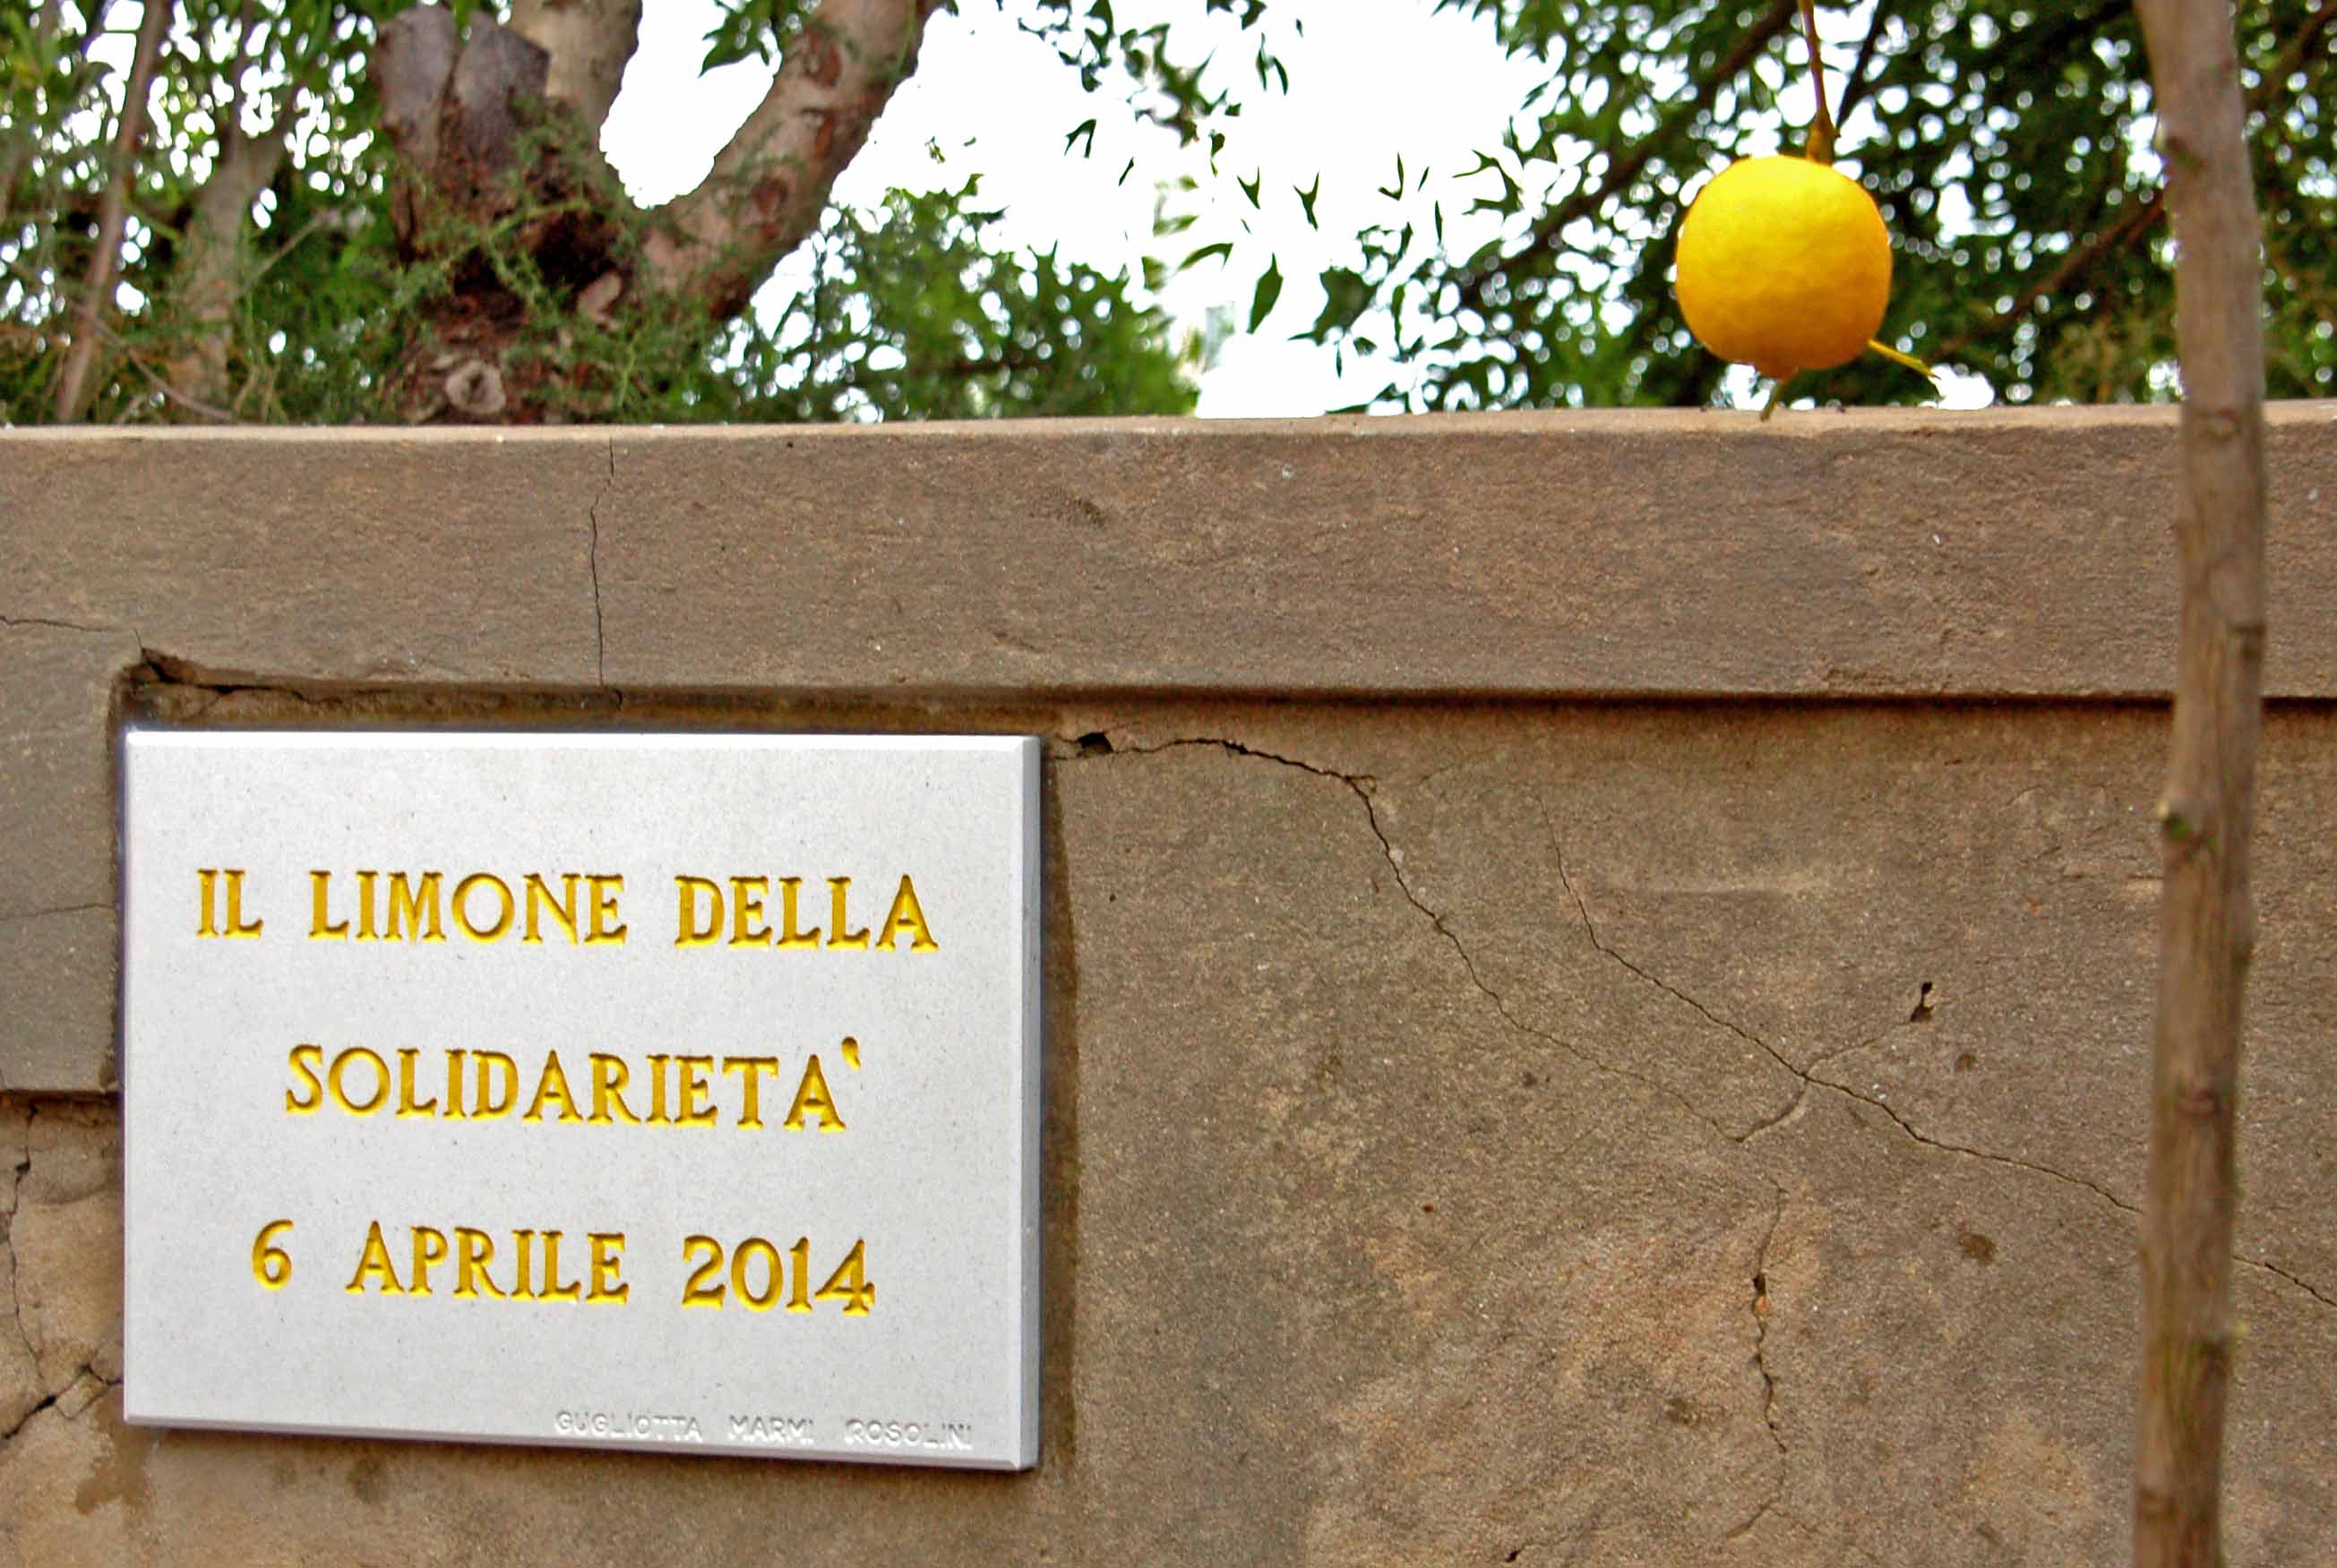 IL LIMONE DELLA
SOLIDARIETA'
6 APRILE 2014
GUGLIOTTA MARMI ROSOLINI